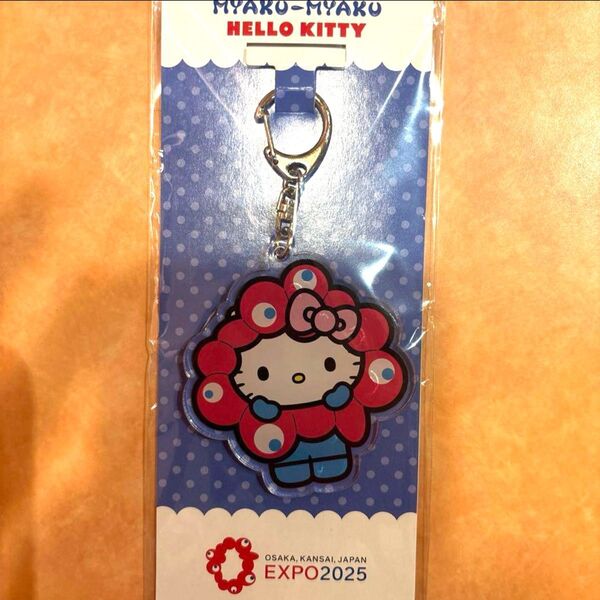 MYAKU-MYAKU
HELLO KITTY
OSAKA, KANSAI, JAPAN
EXPO2025